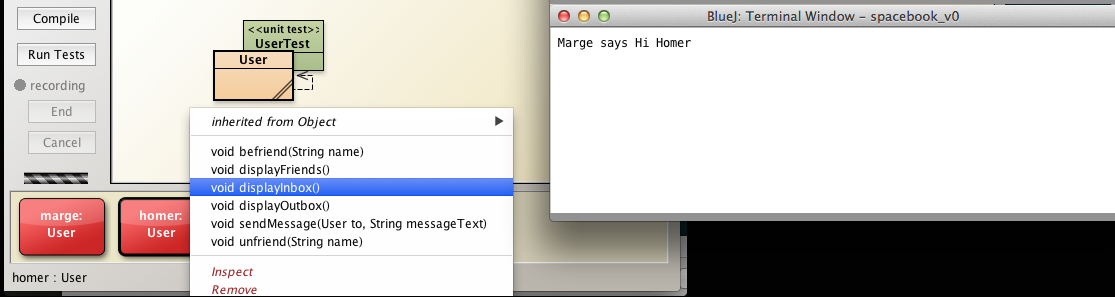 Compile
Run Tests
recording
End
Cancel
<<unit test>>
UserTest
User
inherited from Object
void befriend(String name)
void displayFriends()
void displayInbox()
void displayOutbox()
void sendMessage(User to, String messageText)
void unfriend(String name)
Inspect
Remove
marge:
User
homer:
User
homer : User
BlueJ: Terminal Window – spacebook_v0
Marge says Hi Homer